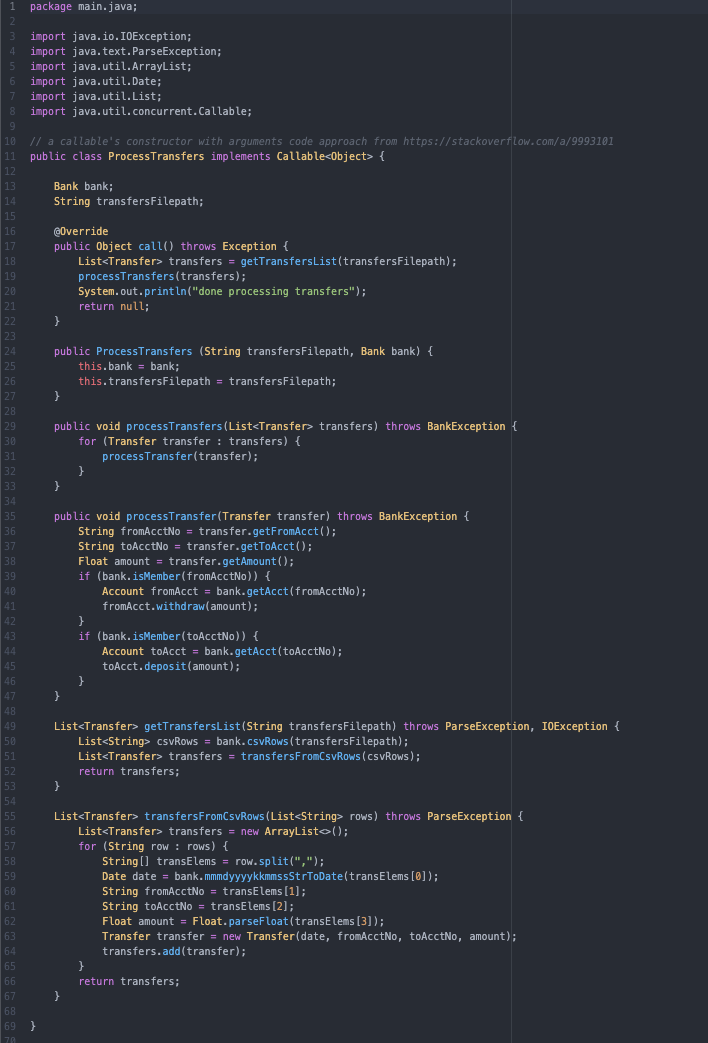 1 package main.java;
2
3 import java.io.IOException;
4 import java.text.ParseException;
5 import java.util.ArrayList;
6 import java.util.Date;
7 import java.util.List;
8 import java.util.concurrent.Callable;
9
10 // a callable's constructor with arguments code approach from https://stackoverflow.com/a/9993101
11 public class ProcessTransfers implements Callable<Object> {
12
13     Bank bank;
14     String transfersFilepath;
15
16     @Override
17     public Object call() throws Exception {
18         List<Transfer> transfers = getTransfersList(transfersFilepath);
19         processTransfers(transfers);
20         System.out.println("done processing transfers");
21         return null;
22     }
23
24     public ProcessTransfers (String transfersFilepath, Bank bank) {
25         this.bank = bank;
26         this.transfersFilepath = transfersFilepath;
27     }
28
29     public void processTransfers(List<Transfer> transfers) throws BankException {
30         for (Transfer transfer : transfers) {
31             processTransfer(transfer);
32         }
33     }
34
35     public void processTransfer(Transfer transfer) throws BankException {
36         String fromAcctNo = transfer.getFromAcct();
37         String toAcctNo = transfer.getToAcct();
38         Float amount = transfer.getAmount();
39         if (bank.isMember(fromAcctNo)) {
40             Account fromAcct = bank.getAcct(fromAcctNo);
41             fromAcct.withdraw(amount);
42         }
43         if (bank.isMember(toAcctNo)) {
44             Account toAcct = bank.getAcct(toAcctNo);
45             toAcct.deposit(amount);
46         }
47     }
48
49     List<Transfer> getTransfersList(String transfersFilepath) throws ParseException, IOException {
50         List<String> csvRows = bank.csvRows(transfersFilepath);
51         List<Transfer> transfers = transfersFromCsvRows(csvRows);
52         return transfers;
53     }
54
55     List<Transfer> transfersFromCsvRows(List<String> rows) throws ParseException {
56         List<Transfer> transfers = new ArrayList<>();
57         for (String row : rows) {
58             String[] transElems = row.split(",");
59             Date date = bank.mmmdyyyykkmmssStrToDate(transElems[0]);
60             String fromAcctNo = transElems[1];
61             String toAcctNo = transElems[2];
62             Float amount = Float.parseFloat(transElems[3]);
63             Transfer transfer = new Transfer(date, fromAcctNo, toAcctNo, amount);
64             transfers.add(transfer);
65         }
66         return transfers;
67     }
68
69 }
70